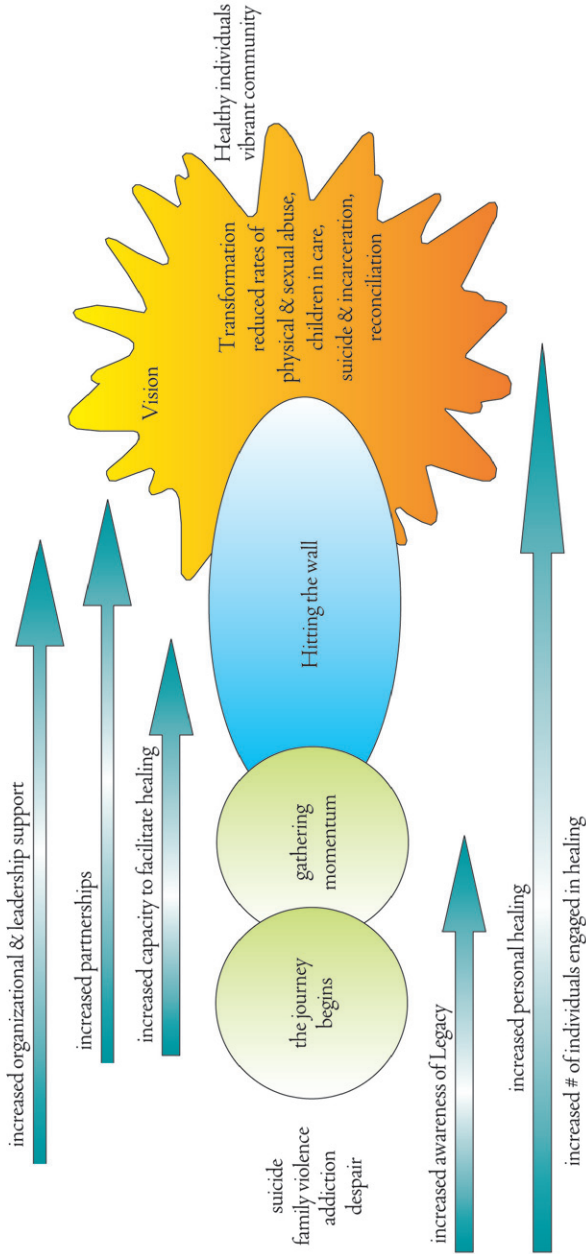 increased organizational & leadership support
increased partnerships
increased capacity to facilitate healing
suicide
family violence
addiction
despair
the journey
begins
gathering
momentum
Hitting the wall
Vision
Transformation
reduced rates of
physical & sexual abuse,
children in care,
suicide & incarceration,
reconciliation
Healthy individuals
vibrant community
increased awareness of Legacy
increased personal healing
increased # of individuals engaged in healing